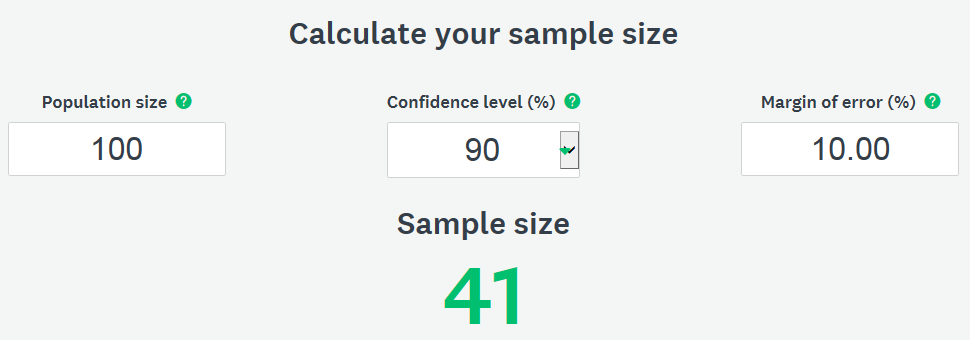 Calculate your sample size
Population size ? Confidence level (%) ? Margin of error (%) ?
100 90 10.00
Sample size
41